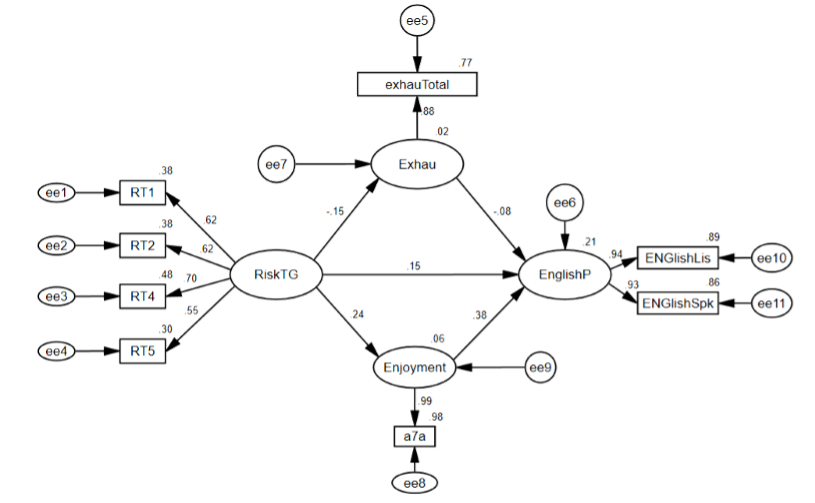 ee5
.77
exhauTotal
.88
.02
ee7
Exhau
.38
ee1
RT1
-.15
-.08
ee6
.62
.38
ee2
RT2
.62
.21
.89
.94
ENGlishLis
ee10
.48
.70
RiskTG
.15
EnglishP
.86
ee3
RT4
.93
ENGlishSpk
ee11
.55
.30
.24
.38
ee4
RT5
.06
Enjoyment
ee9
.99
.98
a7a
ee8